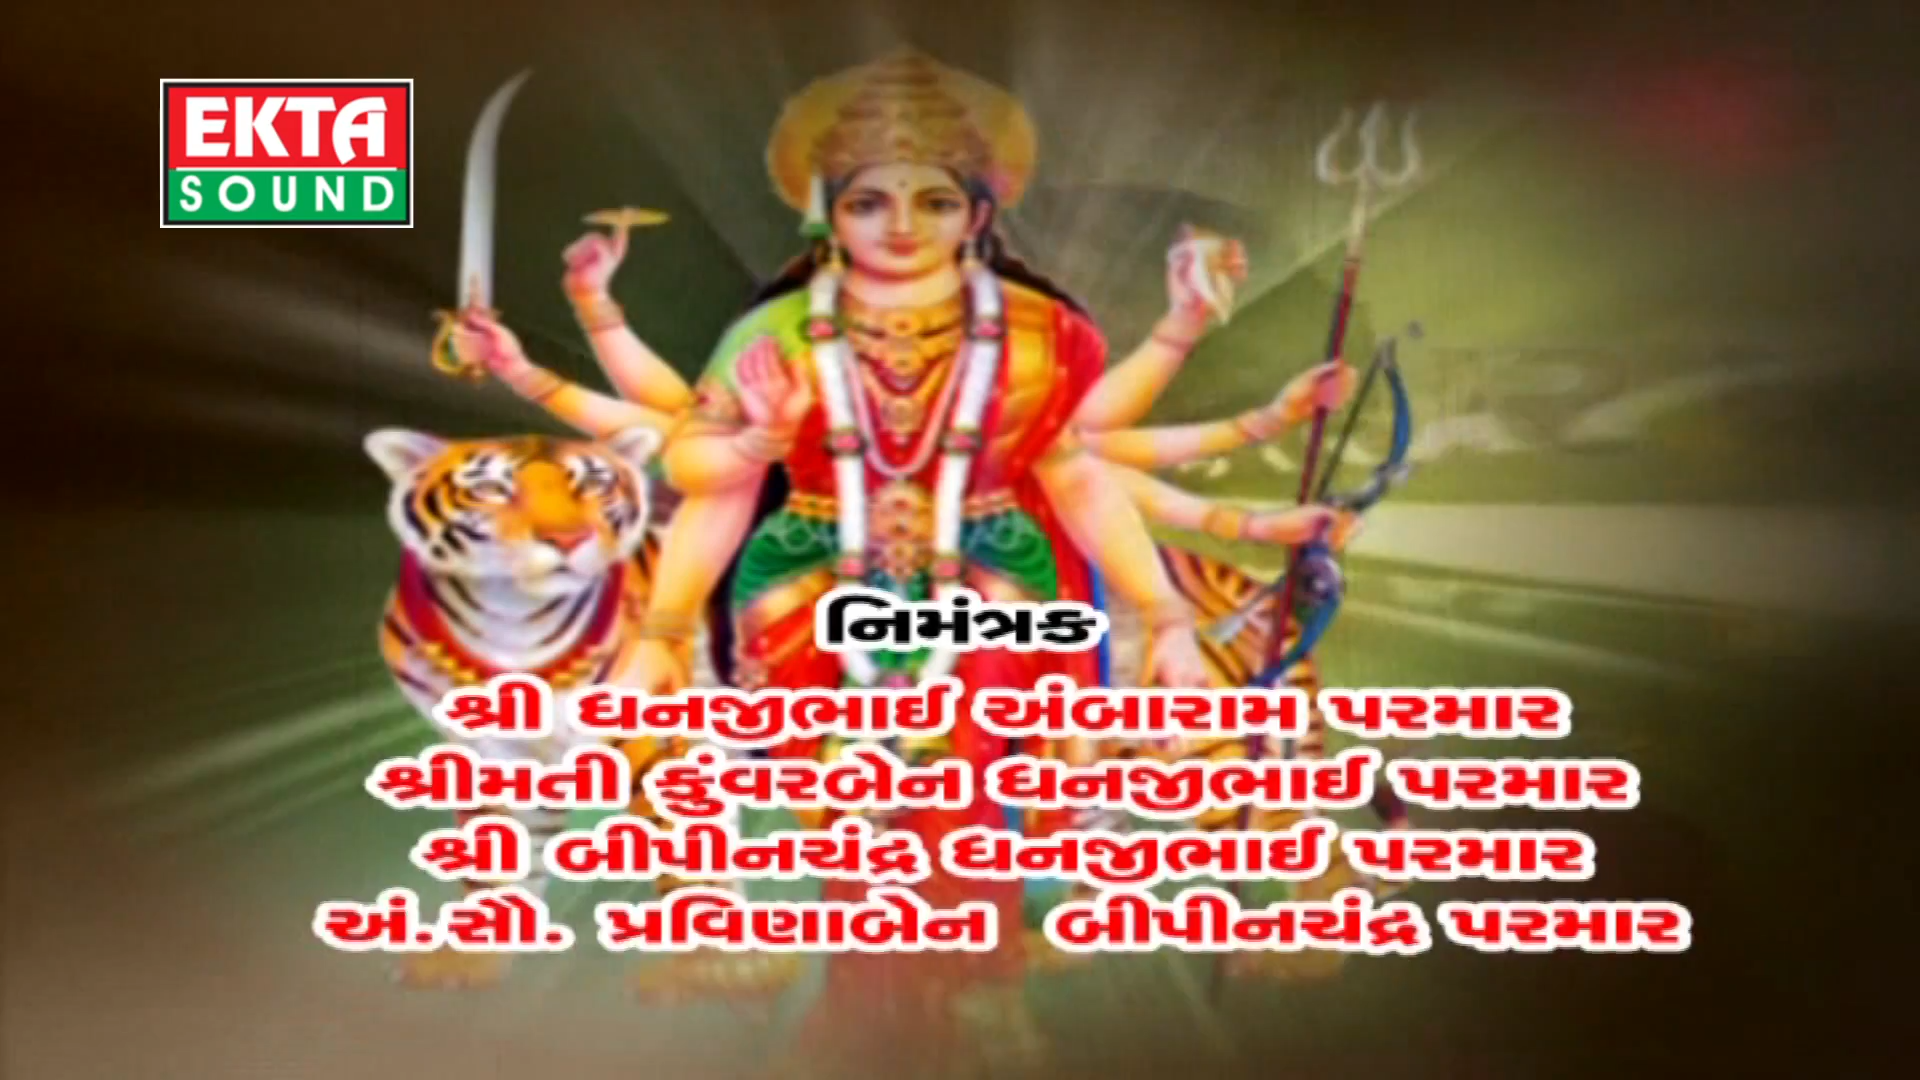 EKTA
SOUND
નિમંત્રક
શ્રી ધનજીભાઈ અંબારામ પરમાર
શ્રીમતી કુંવરબેન ધનજીભાઈ પરમાર
શ્રી બીપીનચંદ્ર ધનજીભાઈ પરમાર
અં.સૌ. પ્રવિણાબેન બીપીનચંદ્ર પરમાર